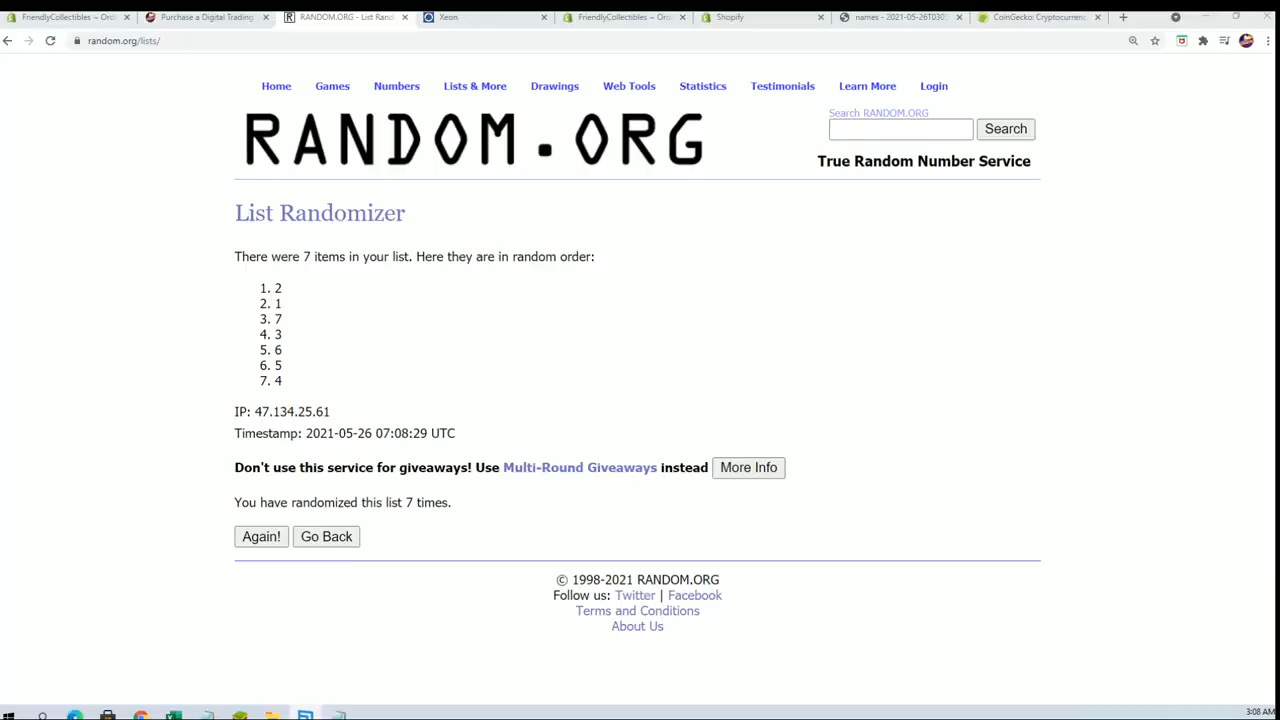 FriendlyCollectibles ~ Ord
Purchase a Digital Trading
RANDOM.ORG - List Rand
Xeon
FriendlyCollectibles ~ Ord
Shopify
names - 2021-05-26T0305
CoinGecko: Cryptocurrenc
random.org/lists/
Home Games Numbers Lists & More Drawings Web Tools Statistics Testimonials Learn More Login
RANDOM.ORG
Search RANDOM.ORG
Search
True Random Number Service
List Randomizer
There were 7 items in your list. Here they are in random order:
1. 2
2. 1
3. 7
4. 3
5. 6
6. 5
7. 4
IP: 47.134.25.61
Timestamp: 2021-05-26 07:08:29 UTC
Don't use this service for giveaways! Use Multi-Round Giveaways instead More Info
You have randomized this list 7 times.
Again! Go Back
© 1998-2021 RANDOM.ORG
Follow us: Twitter | Facebook
Terms and Conditions
About Us
3:08 AM